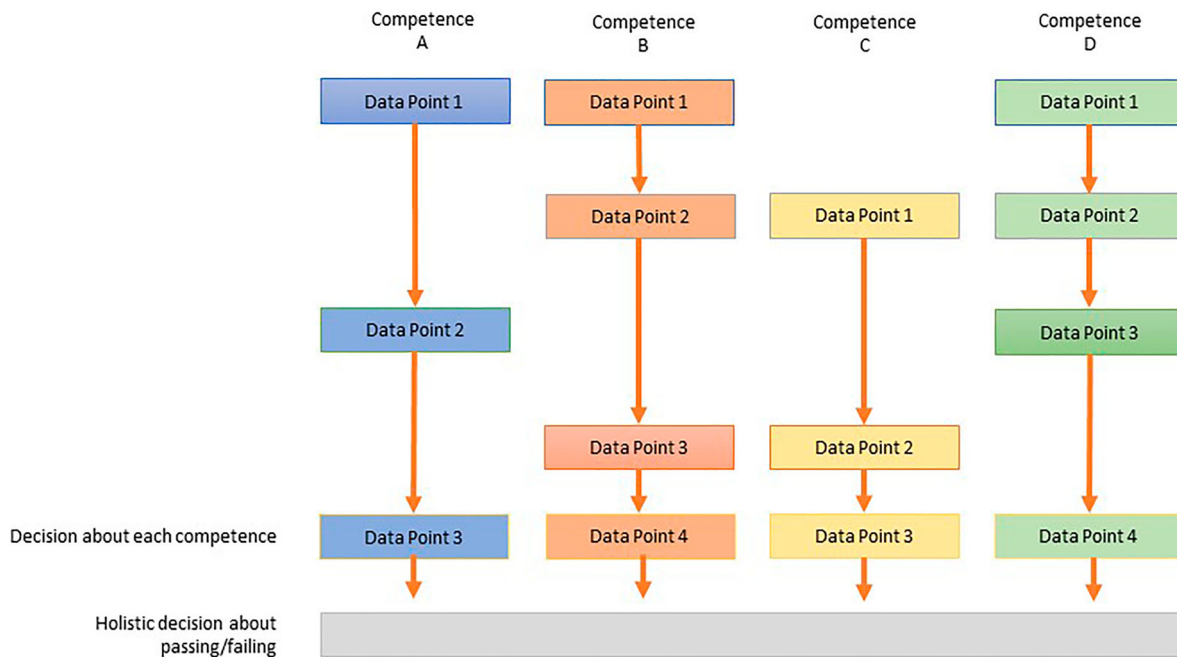 Competence
A
Competence
B
Competence
C
Competence
D
Data Point 1
Data Point 1
Data Point 1
Data Point 2
Data Point 1
Data Point 2
Data Point 2
Data Point 3
Data Point 3
Data Point 2
Decision about each competence
Data Point 3
Data Point 4
Data Point 3
Data Point 4
Holistic decision about
passing/failing